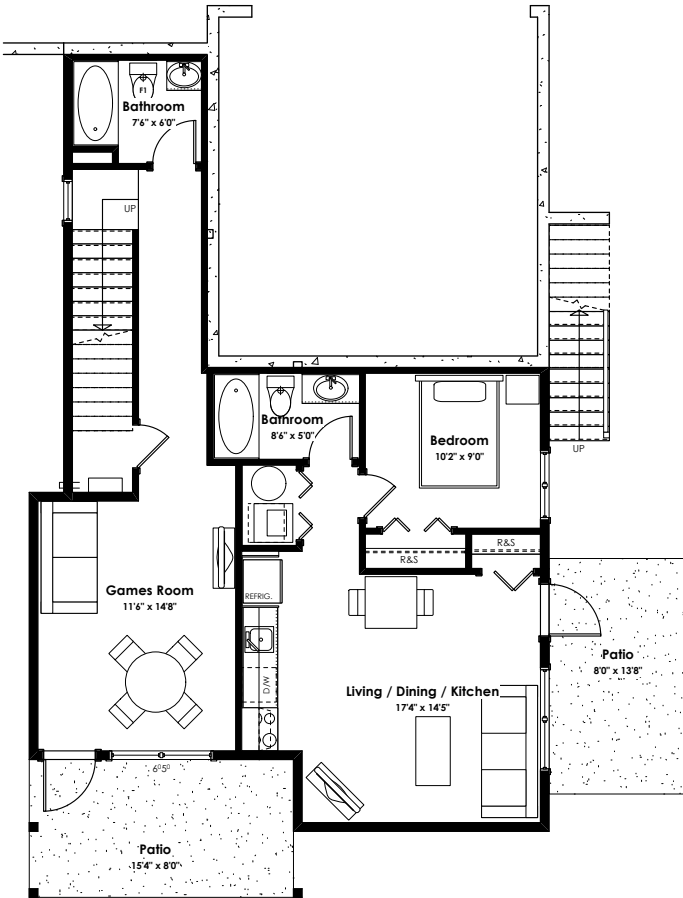 F1
Bathroom
7'6" x 6'0"
UP
Bathroom
8'6" x 5'0"
Bedroom
10'2" x 9'0"
UP
R&S
R&S
Games Room
11'6" x 14'8"
REFRIG.
D/W
Living / Dining / Kitchen
17'4" x 14'5"
Patio
8'0" x 13'8"
6⁰5⁰
Patio
15'4" x 8'0"